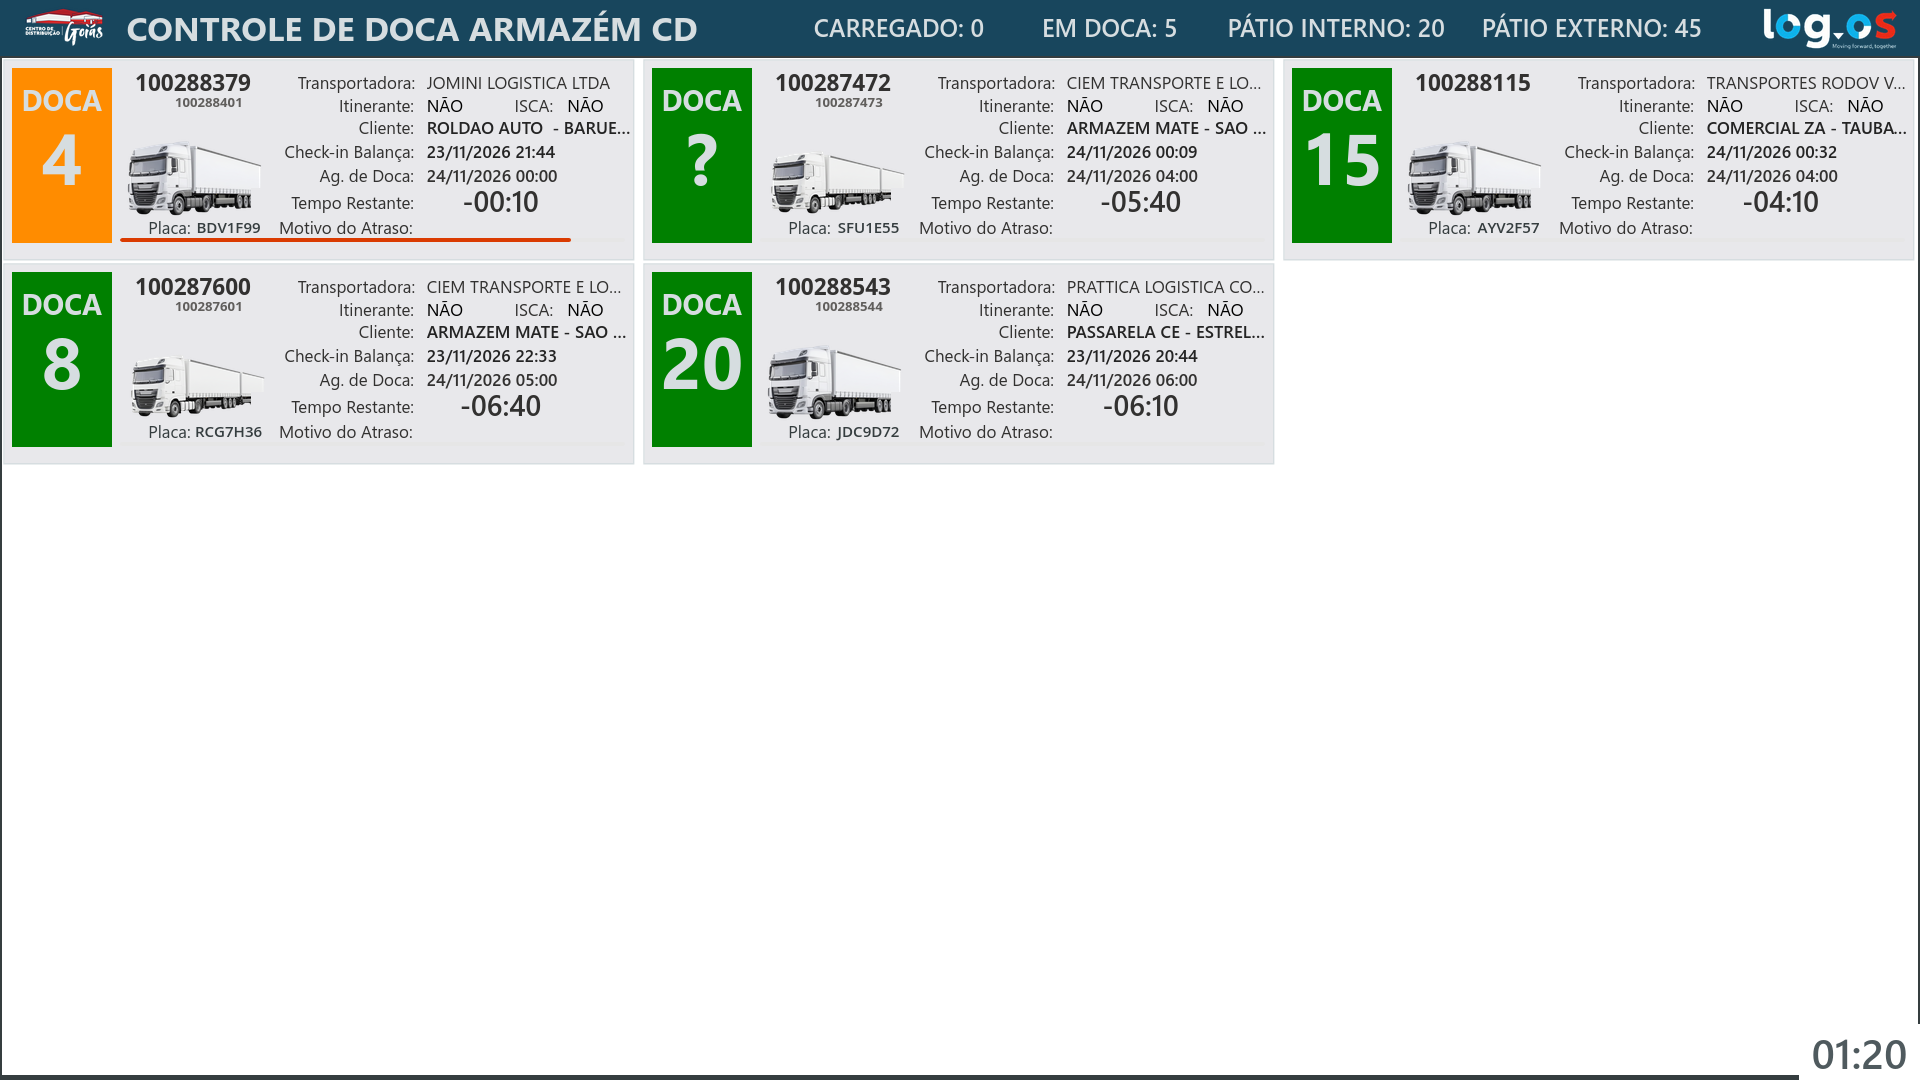 CENTRO DE DISTRIBUIÇÃO Goiás
CONTROLE DE DOCA ARMAZÉM CD
CARREGADO: 0
EM DOCA: 5
PÁTIO INTERNO: 20
PÁTIO EXTERNO: 45
log.os
Moving forward, together
DOCA
4
100288379
100288401
Transportadora: JOMINI LOGISTICA LTDA
Itinerante: NÃO ISCA: NÃO
Cliente: ROLDAO AUTO - BARUE...
Check-in Balança: 23/11/2026 21:44
Ag. de Doca: 24/11/2026 00:00
Tempo Restante: -00:10
Placa: BDV1F99 Motivo do Atraso:
DOCA
?
100287472
100287473
Transportadora: CIEM TRANSPORTE E LO...
Itinerante: NÃO ISCA: NÃO
Cliente: ARMAZEM MATE - SAO ...
Check-in Balança: 24/11/2026 00:09
Ag. de Doca: 24/11/2026 04:00
Tempo Restante: -05:40
Placa: SFU1E55 Motivo do Atraso:
DOCA
15
100288115
Transportadora: TRANSPORTES RODOV V...
Itinerante: NÃO ISCA: NÃO
Cliente: COMERCIAL ZA - TAUBA...
Check-in Balança: 24/11/2026 00:32
Ag. de Doca: 24/11/2026 04:00
Tempo Restante: -04:10
Placa: AYV2F57 Motivo do Atraso:
DOCA
8
100287600
100287601
Transportadora: CIEM TRANSPORTE E LO...
Itinerante: NÃO ISCA: NÃO
Cliente: ARMAZEM MATE - SAO ...
Check-in Balança: 23/11/2026 22:33
Ag. de Doca: 24/11/2026 05:00
Tempo Restante: -06:40
Placa: RCG7H36 Motivo do Atraso:
DOCA
20
100288543
100288544
Transportadora: PRATTICA LOGISTICA CO...
Itinerante: NÃO ISCA: NÃO
Cliente: PASSARELA CE - ESTREL...
Check-in Balança: 23/11/2026 20:44
Ag. de Doca: 24/11/2026 06:00
Tempo Restante: -06:10
Placa: JDC9D72 Motivo do Atraso:
01:20